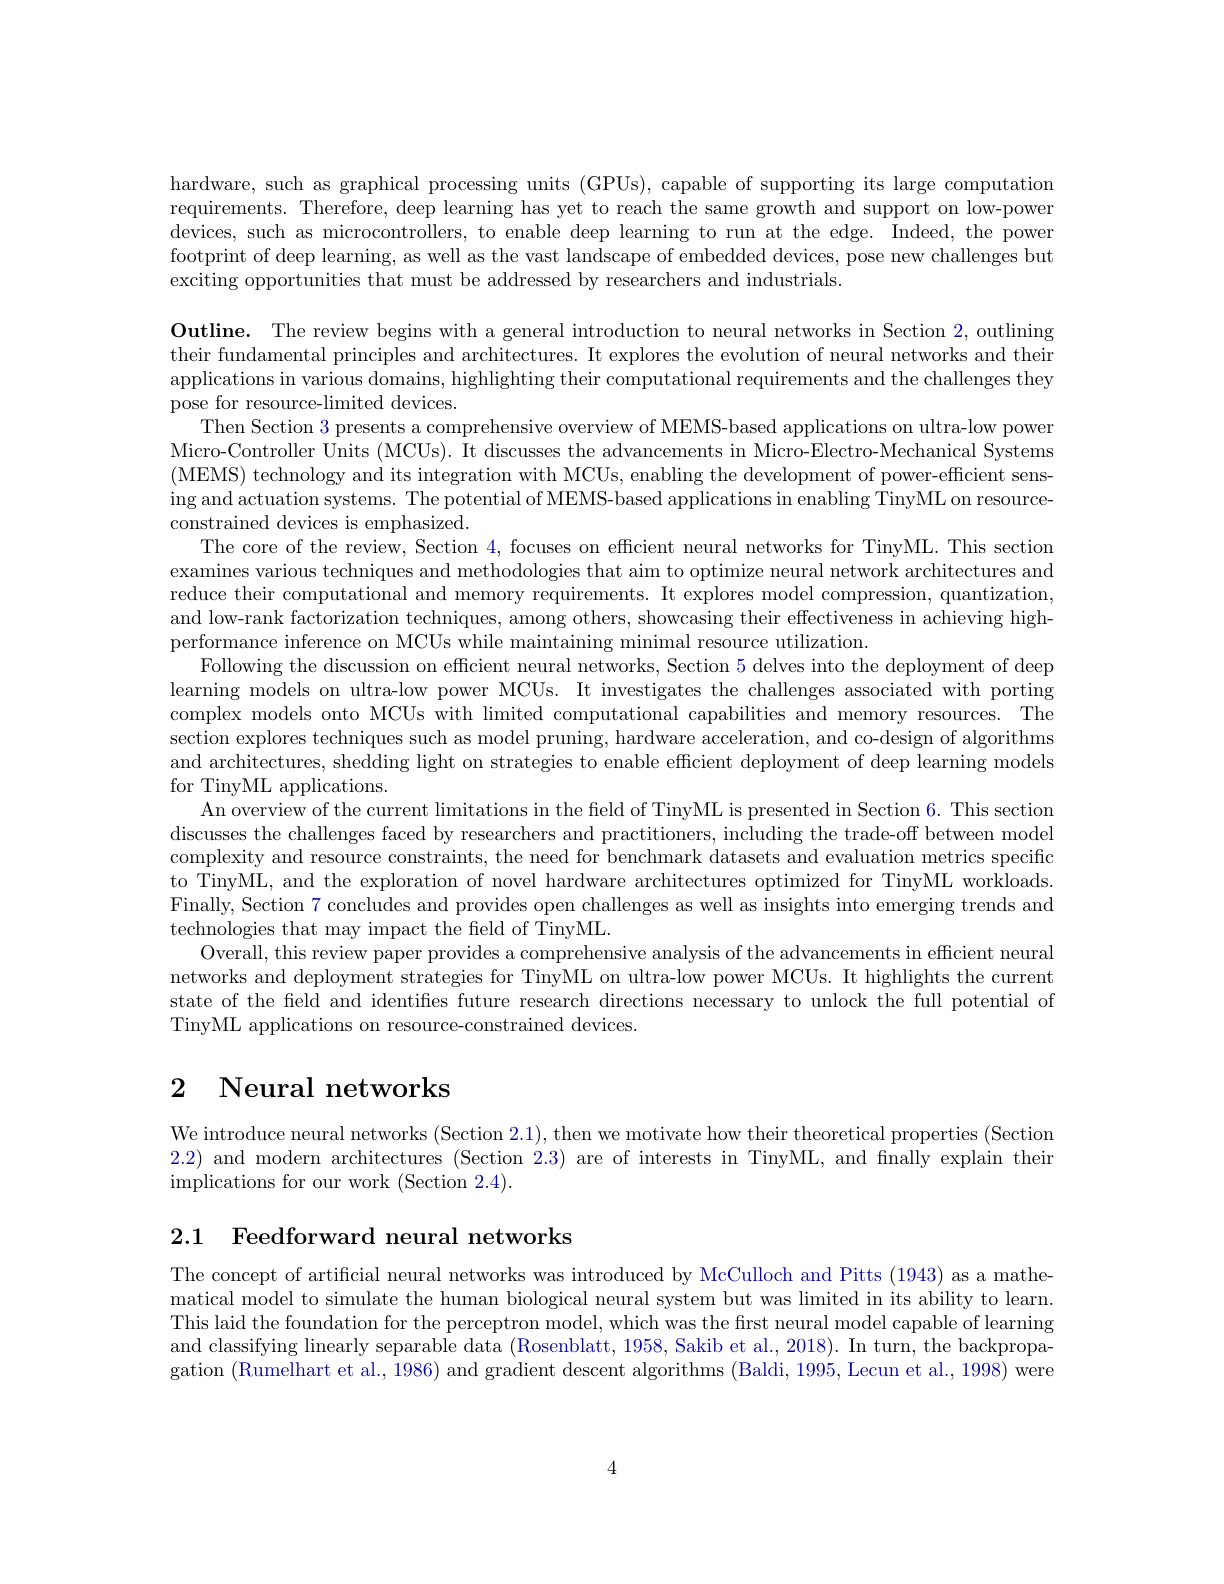 hardware, such as graphical processing units (GPUs), capable of supporting its large computation
requirements. Therefore, deep learning has yet to reach the same growth and support on low-power
devices, such as microcontrollers, to enable deep learning to run at the edge. Indeed, the power
footprint of deep learning, as well as the vast landscape of embedded devices, pose new challenges but
exciting opportunities that must be addressed by researchers and industrials.
Outline. The review begins with a general introduction to neural networks in Section 2, outlining
their fundamental principles and architectures. It explores the evolution of neural networks and their
applications in various domains, highlighting their computational requirements and the challenges they
pose for resource-limited devices.
Then Section 3 presents a comprehensive overview of MEMS-based applications on ultra-low power
Micro-Controller Units (MCUs). It discusses the advancements in Micro-Electro-Mechanical Systems
(MEMS) technology and its integration with MCUs, enabling the development of power-efficient sens-
ing and actuation systems. The potential of MEMS-based applications in enabling TinyML on resource-
constrained devices is emphasized.
The core of the review, Section 4, focuses on efficient neural networks for TinyML. This section
examines various techniques and methodologies that aim to optimize neural network architectures and
reduce their computational and memory requirements. It explores model compression, quantization,
and low-rank factorization techniques, among others, showcasing their effectiveness in achieving high-
performance inference on MCUs while maintaining minimal resource utilization.
Following the discussion on efficient neural networks, Section 5 delves into the deployment of deep
learning models on ultra-low power MCUs. It investigates the challenges associated with porting
complex models onto MCUs with limited computational capabilities and memory resources. The
section explores techniques such as model pruning, hardware acceleration, and co-design of algorithms
and architectures, shedding light on strategies to enable efficient deployment of deep learning models
for TinyML applications.
An overview of the current limitations in the field of TinyML is presented in Section 6. This section
discusses the challenges faced by researchers and practitioners, including the trade-off between model
complexity and resource constraints, the need for benchmark datasets and evaluation metrics specific
to TinyML, and the exploration of novel hardware architectures optimized for TinyML workloads.
Finally, Section 7 concludes and provides open challenges as well as insights into emerging trends and
technologies that may impact the field of TinyML.
Overall, this review paper provides a comprehensive analysis of the advancements in efficient neural
networks and deployment strategies for TinyML on ultra-low power MCUs. It highlights the current
state of the field and identifies future research directions necessary to unlock the full potential of
TinyML applications on resource-constrained devices.
2 Neural networks
We introduce neural networks (Section 2.1), then we motivate how their theoretical properties (Section
2.2) and modern architectures (Section 2.3) are of interests in TinyML, and finally explain their
implications for our work (Section 2.4).
2.1 Feedforward neural networks
The concept of artificial neural networks was introduced by McCulloch and Pitts (1943) as a mathe-
matical model to simulate the human biological neural system but was limited in its ability to learn.
This laid the foundation for the perceptron model, which was the first neural model capable of learning
and classifying linearly separable data (Rosenblatt, 1958, Sakib et al., 2018). In turn, the backpropa-
gation (Rumelhart et al., 1986) and gradient descent algorithms (Baldi, 1995, Lecun et al., 1998) were
4